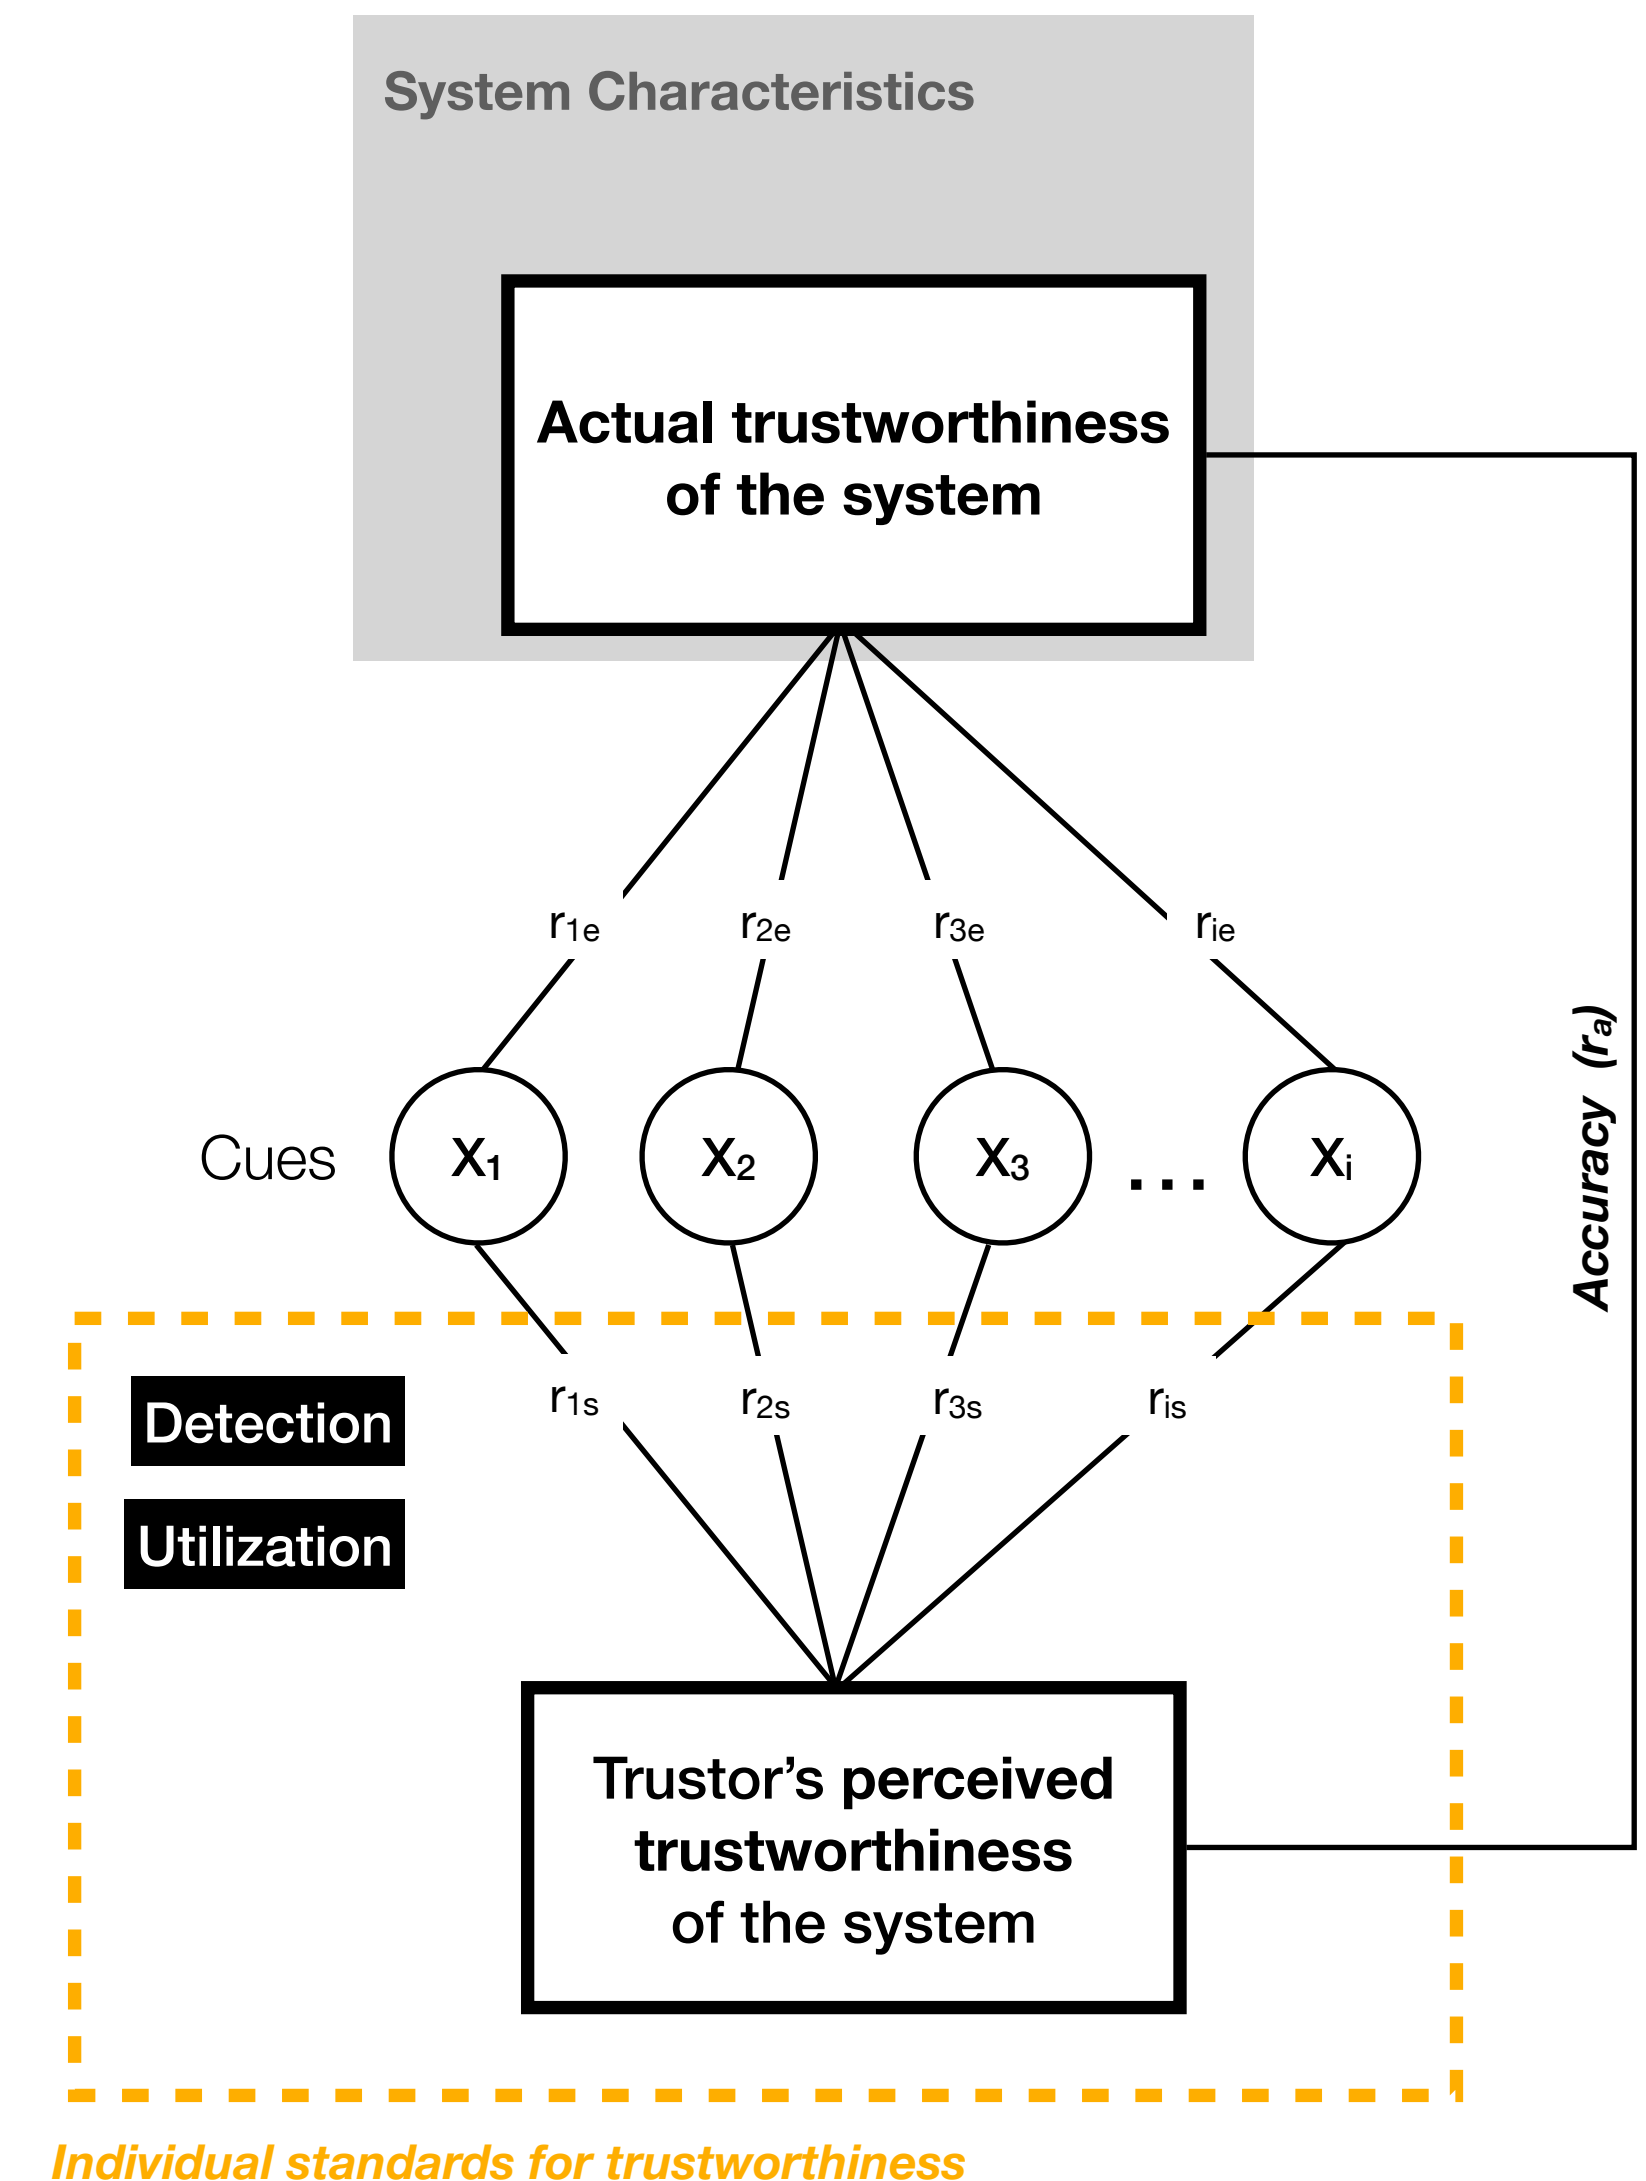 System Characteristics
Actual trustworthiness
of the system
r1e
r2e
r3e
rie
Accuracy (ra)
Cues
X1
X2
X3
...
Xi
Detection
Utilization
r1s
r2s
r3s
ris
Trustor's perceived
trustworthiness
of the system
Individual standards for trustworthiness